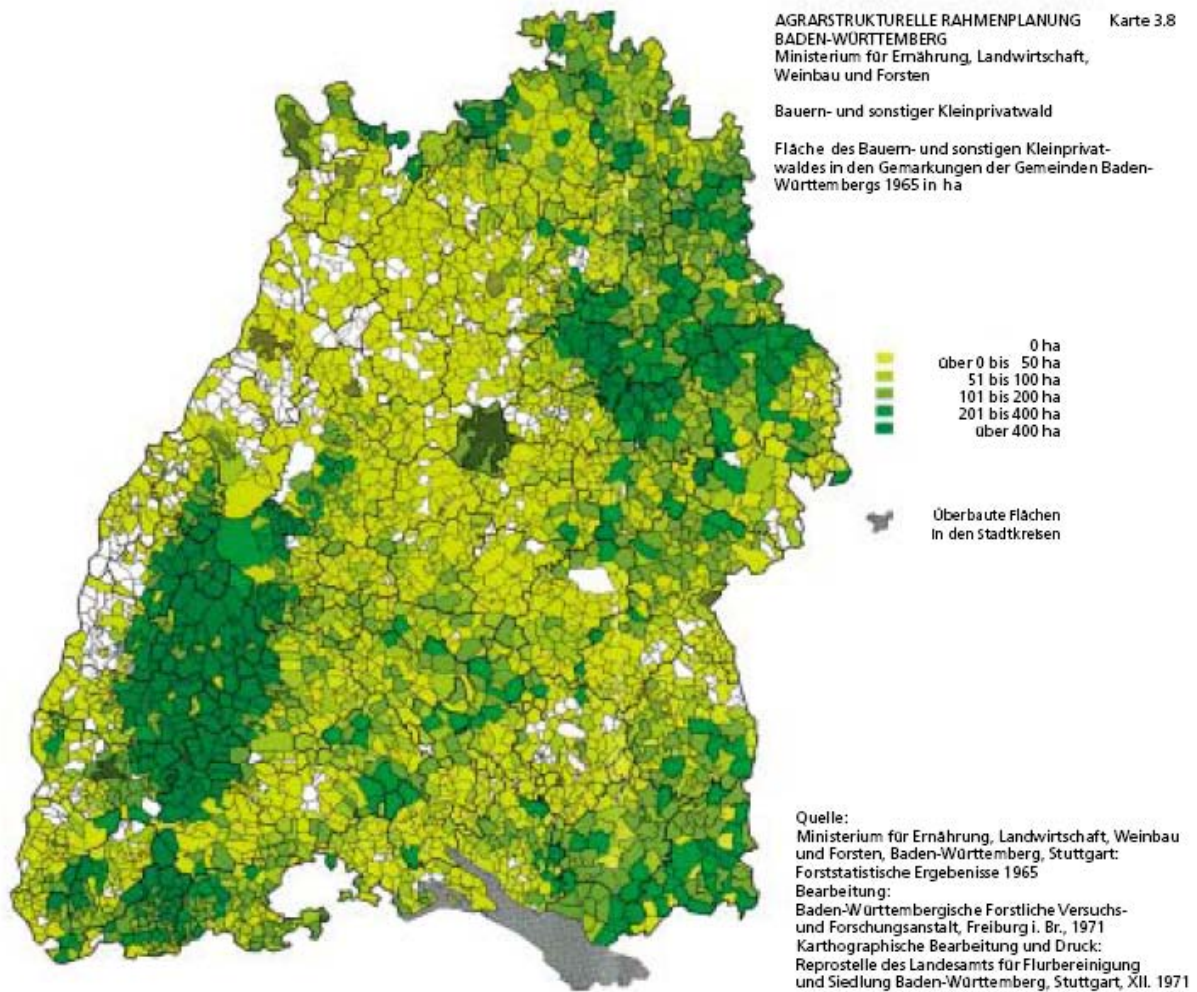 AGRARSTRUKTURELLE RAHMENPLANUNG Karte 3.8
BADEN-WÜRTTEMBERG
Ministerium für Ernährung, Landwirtschaft,
Weinbau und Forsten
Bauern- und sonstiger Kleinprivatwald
Fläche des Bauern- und sonstigen Kleinprivat-
waldes in den Gemarkungen der Gemeinden Baden-
Württembergs 1965 in ha
0 ha
über 0 bis 50 ha
51 bis 100 ha
101 bis 200 ha
201 bis 400 ha
über 400 ha
Überbaute Flächen
in den Stadtkreisen
Quelle:
Ministerium für Ernährung, Landwirtschaft, Weinbau
und Forsten, Baden-Württemberg, Stuttgart:
Forststatistische Ergebenisse 1965
Bearbeitung:
Baden-Württembergische Forstliche Versuchs-
und Forschungsanstalt, Freiburg i. Br., 1971
Karthographische Bearbeitung und Druck:
Reprostelle des Landesamts für Flurbereinigung
und Siedlung Baden-Württemberg, Stuttgart, XII. 1971